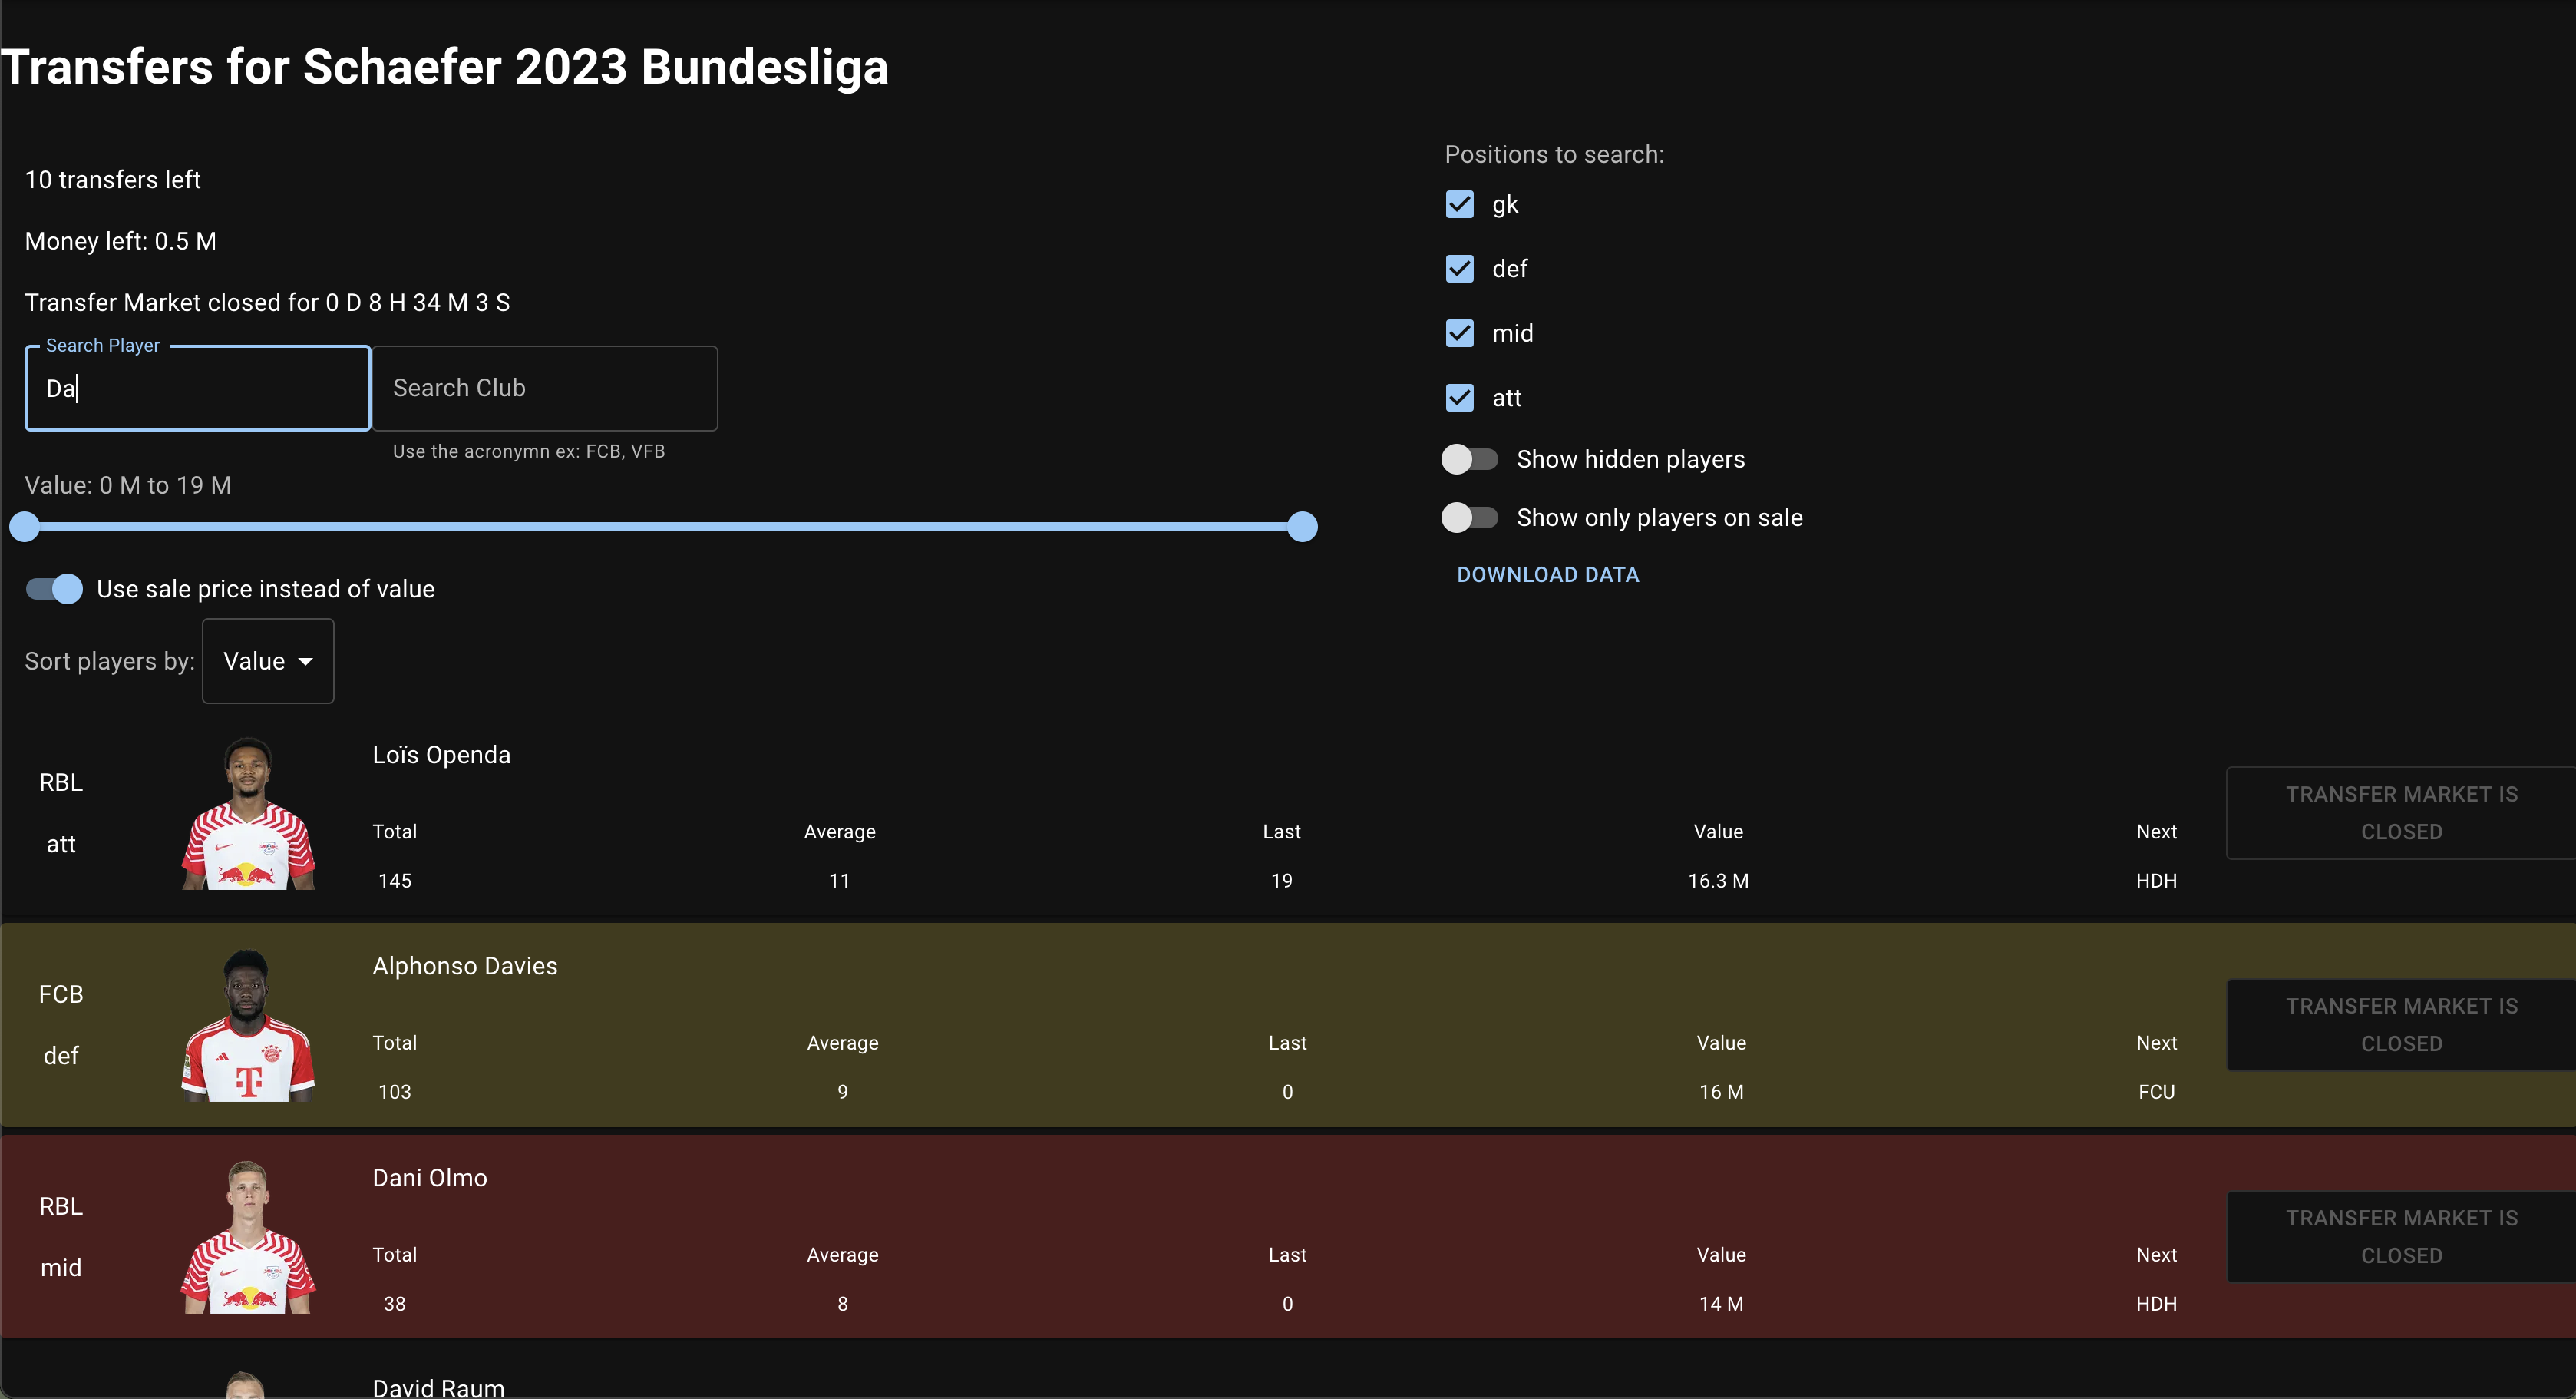 Transfers for Schaefer 2023 Bundesliga
10 transfers left
Money left: 0.5 M
Transfer Market closed for 0 D 8 H 34 M 3 S
Search Player
Da
Search Club
Use the acronymn ex: FCB, VFB
Value: 0 M to 19 M
Use sale price instead of value
Sort players by: Value
Positions to search:
gk
def
mid
att
Show hidden players
Show only players on sale
DOWNLOAD DATA
RBL
att
Loïs Openda
Total Average Last Value Next
145 11 19 16.3 M HDH
TRANSFER MARKET IS
CLOSED
FCB
def
Alphonso Davies
Total Average Last Value Next
103 9 0 16 M FCU
TRANSFER MARKET IS
CLOSED
RBL
mid
Dani Olmo
Total Average Last Value Next
38 8 0 14 M HDH
TRANSFER MARKET IS
CLOSED
David Raum